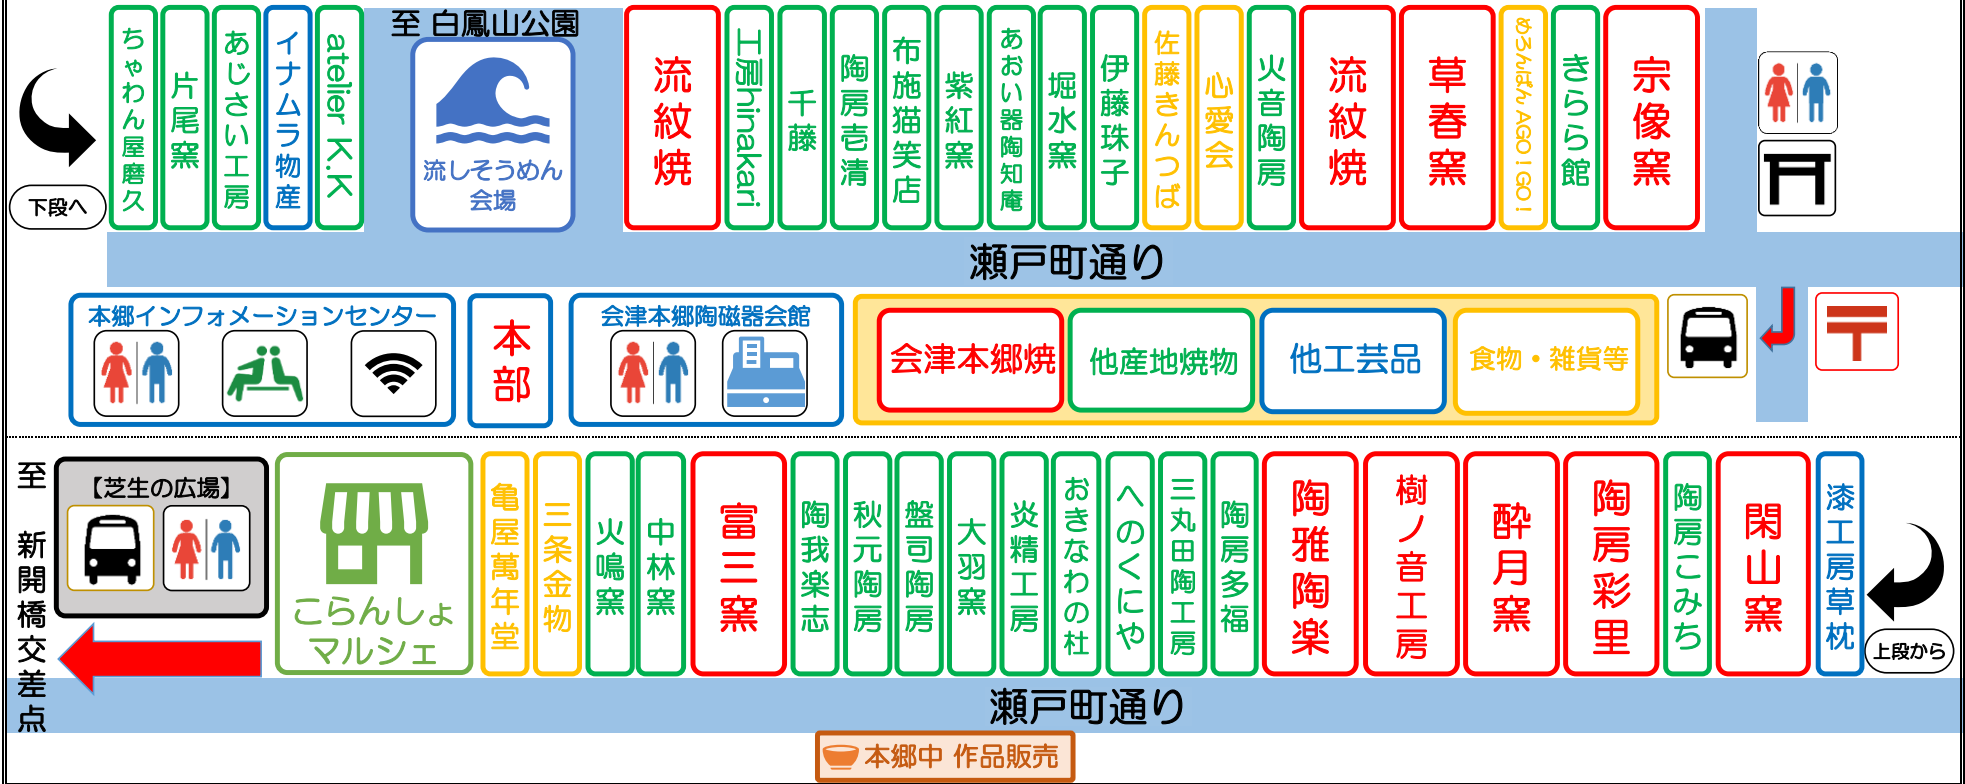 至 白鳳山公園
ちゃわん屋磨久
片尾窯
あじさい工房
イナムラ物産
atelier K.K
流しそうめん
会場
流紋焼
工房hinakari
千藤
陶房壱清
布施猫笑店
紫紅窯
あおい器陶知庵
堀水窯
伊藤珠子
佐藤きんつば
心愛会
火音陶房
流紋焼
草春窯
めろんぱん AGO！GO！
きらら館
宗像窯
下段へ
瀬戸町通り
本郷インフォメーションセンター
本部
会津本郷陶磁器会館
会津本郷焼
他産地焼物
他工芸品
食物・雑貨等
〒
至 新開橋交差点
【芝生の広場】
こらんしょ
マルシェ
亀屋萬年堂
三条金物
火鳴窯
中林窯
富三窯
陶我楽志
秋元陶房
盤司陶房
大羽窯
炎精工房
おきなわの杜
へのくにや
三丸田陶工房
陶房多福
陶雅陶楽
樹ノ音工房
酔月窯
陶房彩里
陶房こみち
閑山窯
漆工房草枕
上段から
瀬戸町通り
本郷中 作品販売